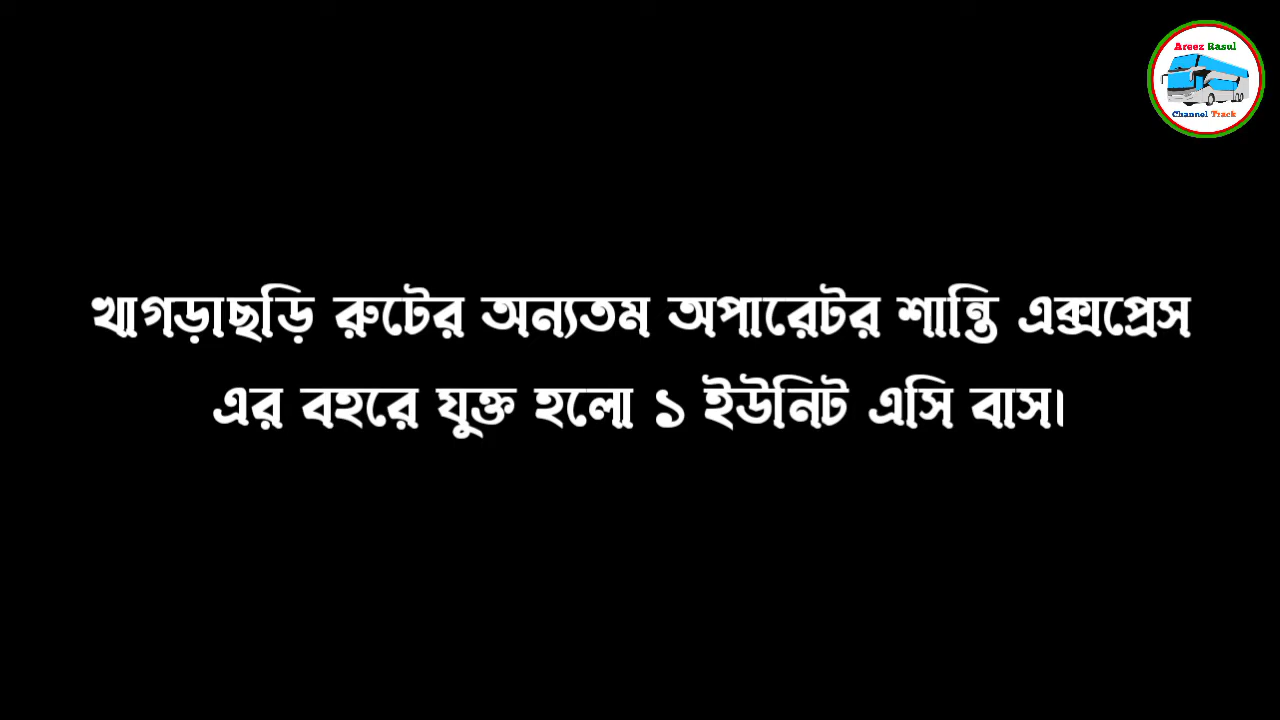 Areez Rasul
Channel Track
খাগড়াছড়ি রুটের অন্যতম অপারেটর শান্তি এক্সপ্রেস
এর বহরে যুক্ত হলো ১ ইউনিট এসি বাস।